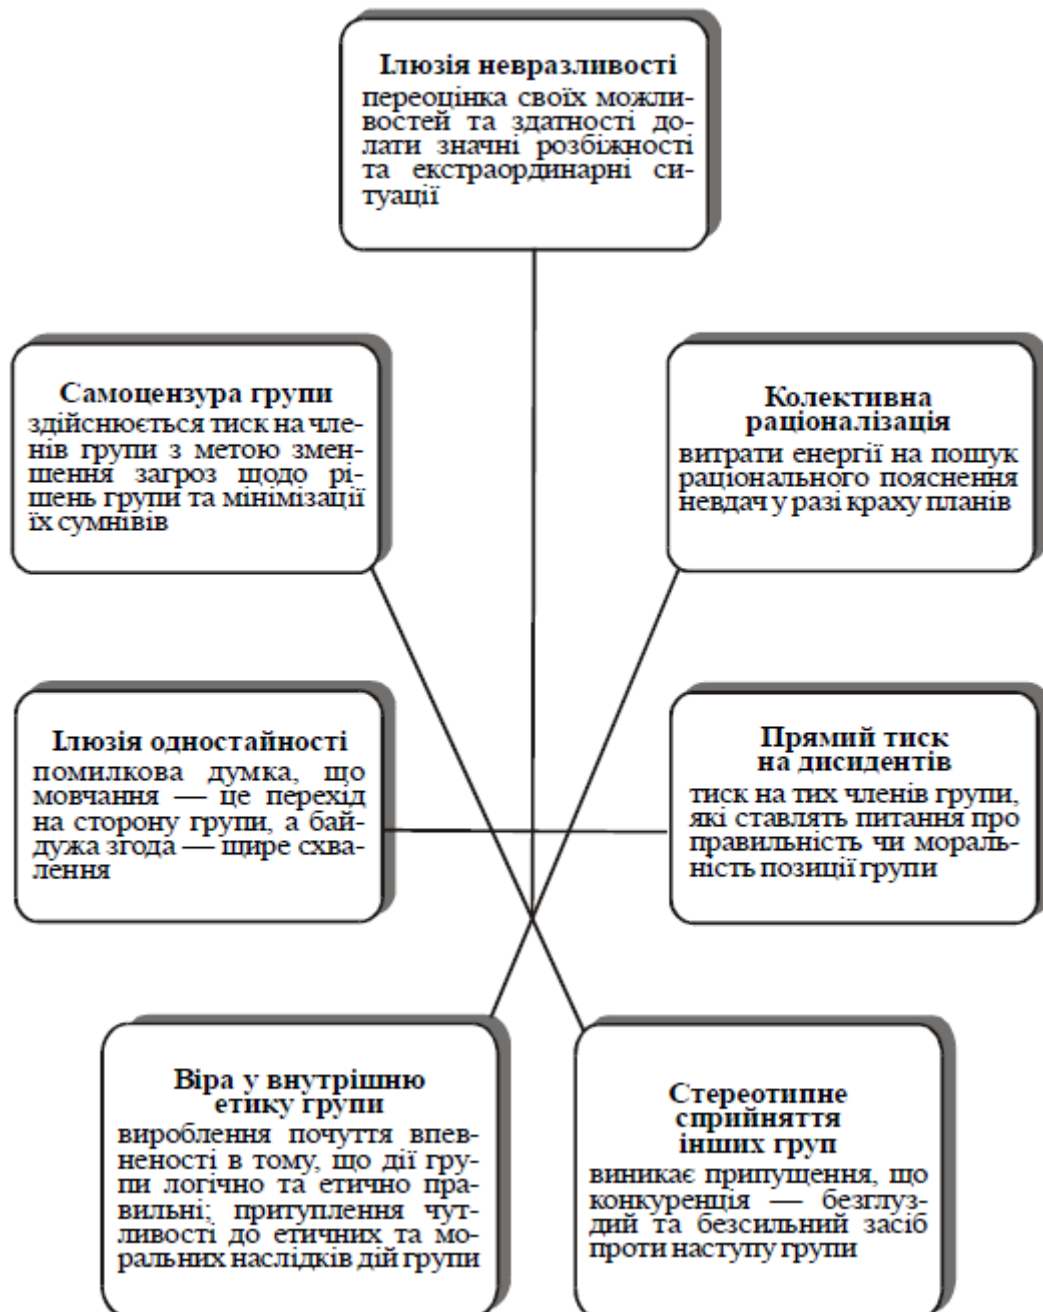 Ілюзія невразливості
переоцінка своїх можли-
востей та здатності до-
лати значні розбіжності
та екстраординарні си-
туації
Самоцензура групи
здійснюється тиск на чле-
нів групи з метою змен-
шення загроз щодо рі-
шень групи та мінімізації
їх сумнівів
Колективна
раціоналізація
витрати енергії на пошук
раціонального пояснення
невдач у разі краху планів
Ілюзія одностайності
помилкова думка, що
мовчання — це перехід
на сторону групи, а бай-
дужа згода — щире схва-
лення
Прямий тиск
на дисидентів
тиск на тих членів групи,
які ставлять питання про
правильність чи мораль-
ність позиції групи
Віра у внутрішню
етику групи
вироблення почуття впев-
неності в тому, що дії гру-
пи логічно та етично пра-
вильні; притуплення чут-
ливості до етичних та мо-
ральних наслідків дій групи
Стереотипне
сприйняття
інших груп
виникає припущення, що
конкуренція — безглуз-
дий та безсильний засіб
проти наступу групи